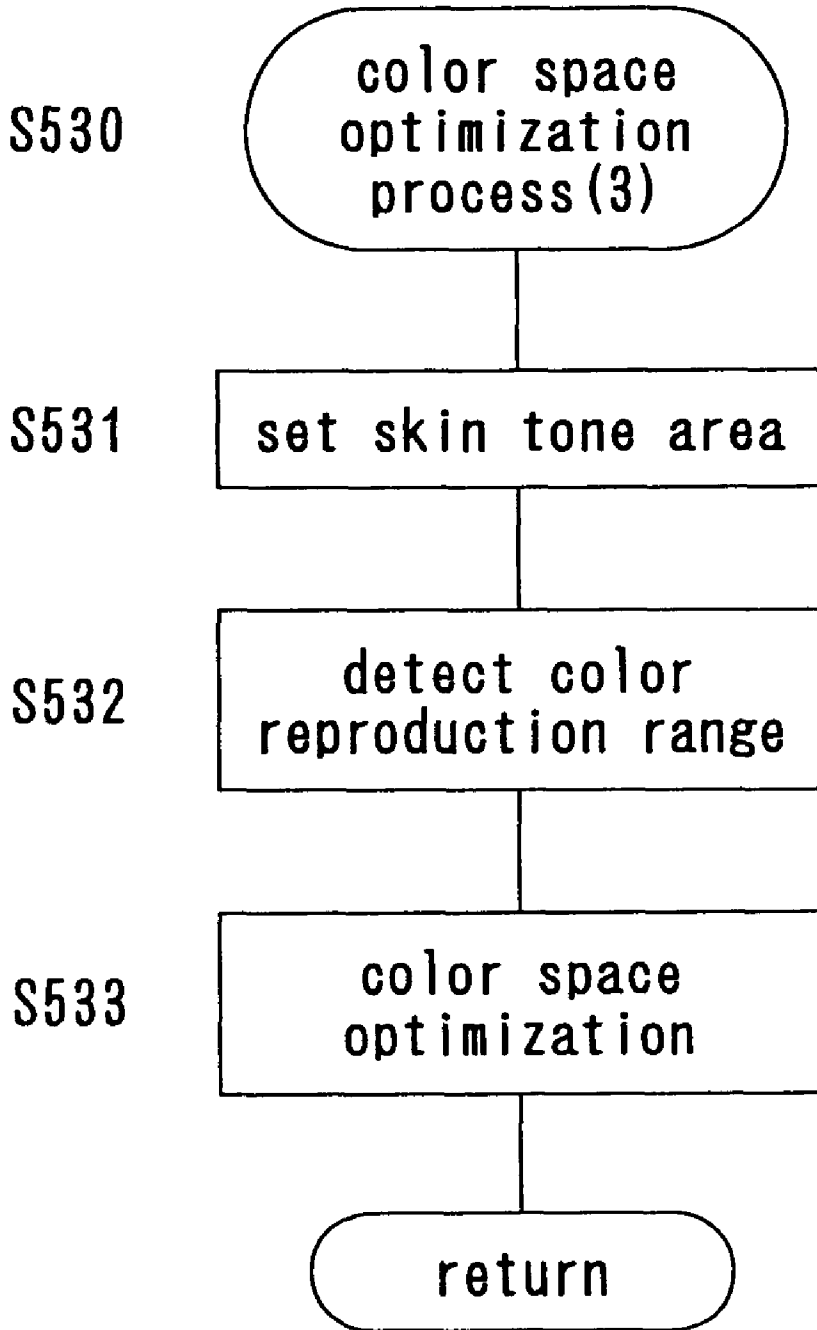 S530
color space
optimization
process(3)
S531
set skin tone area
S532
detect color
reproduction range
S533
color space
optimization
return